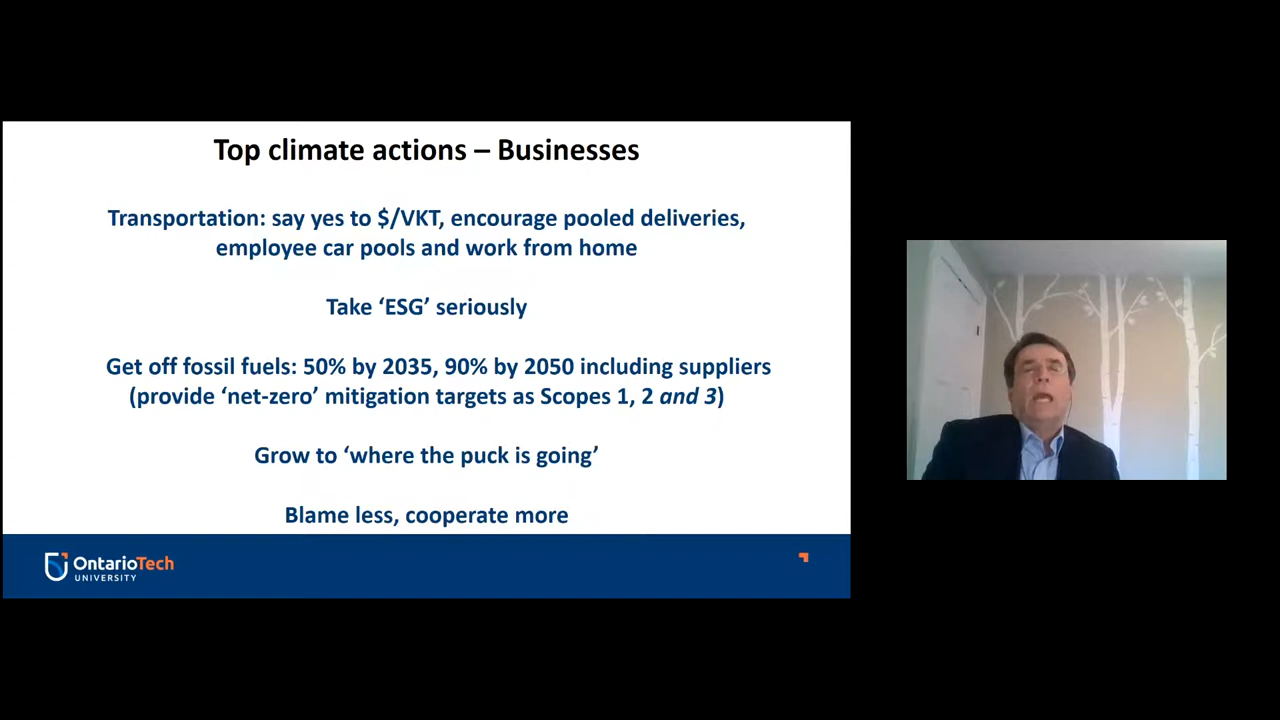 Top climate actions – Businesses
Transportation: say yes to $/VKT, encourage pooled deliveries,
employee car pools and work from home
Take ‘ESG’ seriously
Get off fossil fuels: 50% by 2035, 90% by 2050 including suppliers
(provide ‘net-zero’ mitigation targets as Scopes 1, 2 and 3)
Grow to ‘where the puck is going’
Blame less, cooperate more
OntarioTech
UNIVERSITY